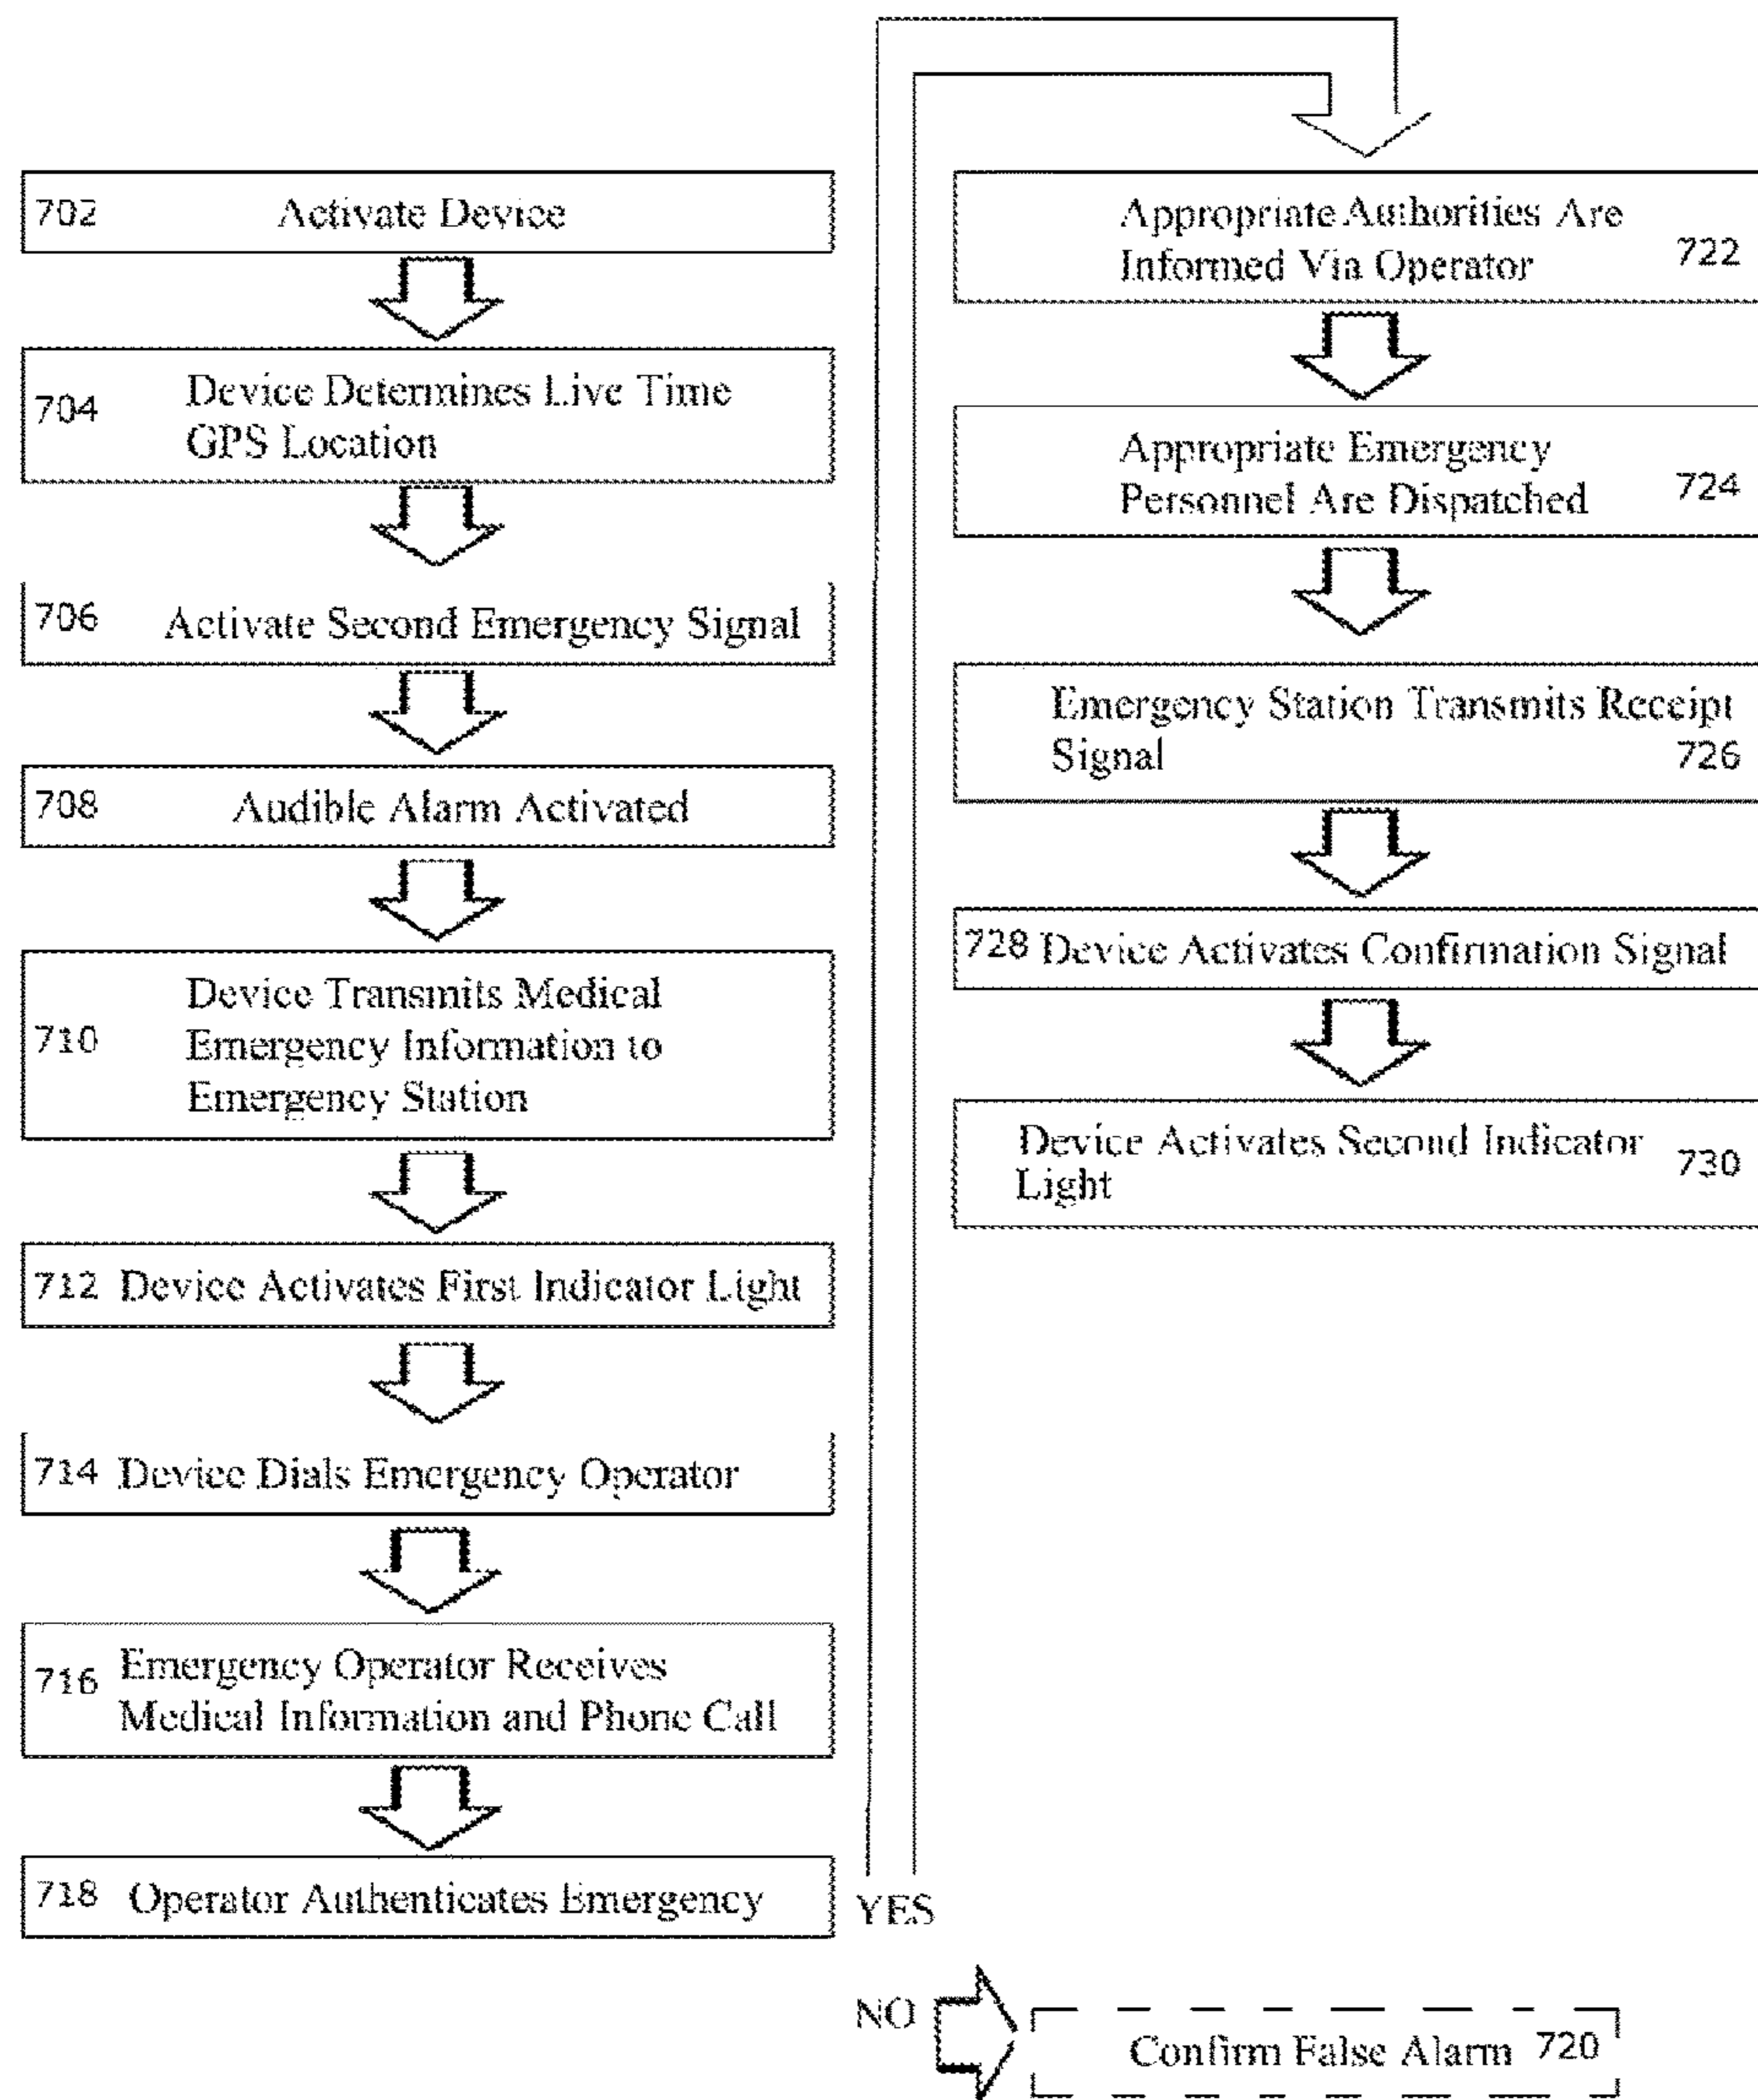 702 Activate Device
704 Device Determines Live Time
GPS Location
706 Activate Second Emergency Signal
708 Audible Alarm Activated
710 Device Transmits Medical
Emergency Information to
Emergency Station
712 Device Activates First Indicator Light
714 Device Dials Emergency Operator
716 Emergency Operator Receives
Medical Information and Phone Call
718 Operator Authenticates Emergency
YES
NO
Confirm False Alarm 720
Appropriate Authorities Are
Informed Via Operator 722
Appropriate Emergency
Personnel Are Dispatched 724
Emergency Station Transmits Receipt
Signal 726
728 Device Activates Confirmation Signal
Device Activates Second Indicator
Light 730